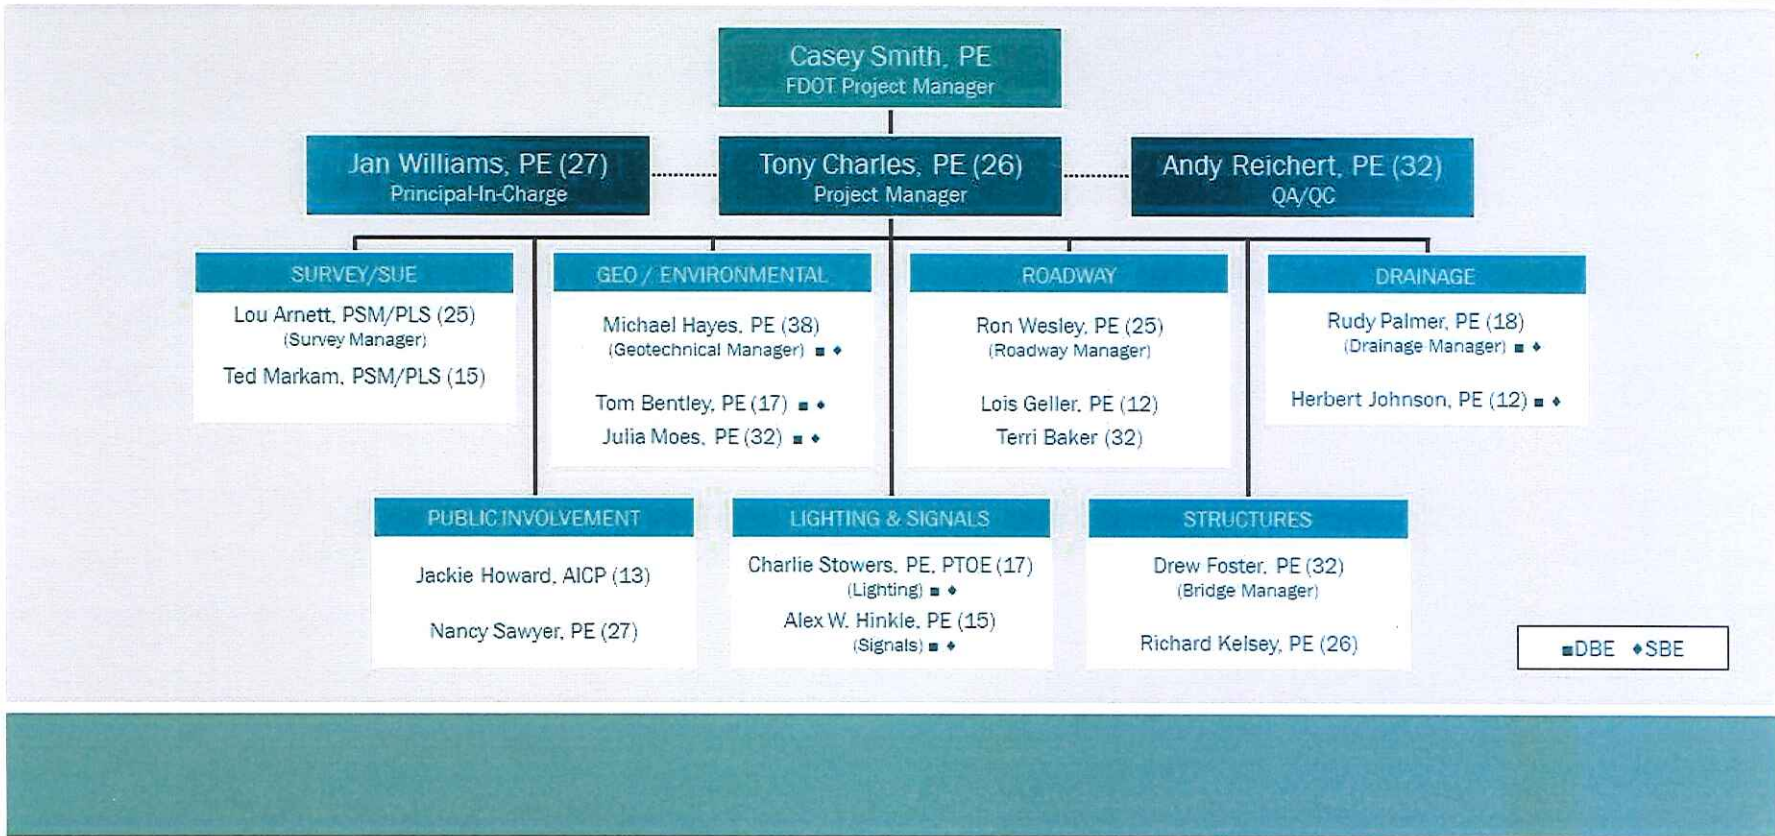 Casey Smith, PE
FDOT Project Manager
Jan Williams, PE (27)
Principal-In-Charge
Tony Charles, PE (26)
Project Manager
Andy Reichert, PE (32)
QA/QC
SURVEY/SUE
Lou Arnett, PSM/PLS (25)
(Survey Manager)
Ted Markam, PSM/PLS (15)
GEO / ENVIRONMENTAL
Michael Hayes, PE (38)
(Geotechnical Manager) ■ ◆
Tom Bentley, PE (17) ■ ◆
Julia Moes, PE (32) ■ ◆
ROADWAY
Ron Wesley, PE (25)
(Roadway Manager)
Lois Geller, PE (12)
Terri Baker (32)
DRAINAGE
Rudy Palmer, PE (18)
(Drainage Manager) ■ ◆
Herbert Johnson, PE (12) ■ ◆
PUBLIC INVOLVEMENT
Jackie Howard, AICP (13)
Nancy Sawyer, PE (27)
LIGHTING & SIGNALS
Charlie Stowers, PE, PTOE (17)
(Lighting) ■ ◆
Alex W. Hinkle, PE (15)
(Signals) ■ ◆
STRUCTURES
Drew Foster, PE (32)
(Bridge Manager)
Richard Kelsey, PE (26)
■DBE ◆SBE